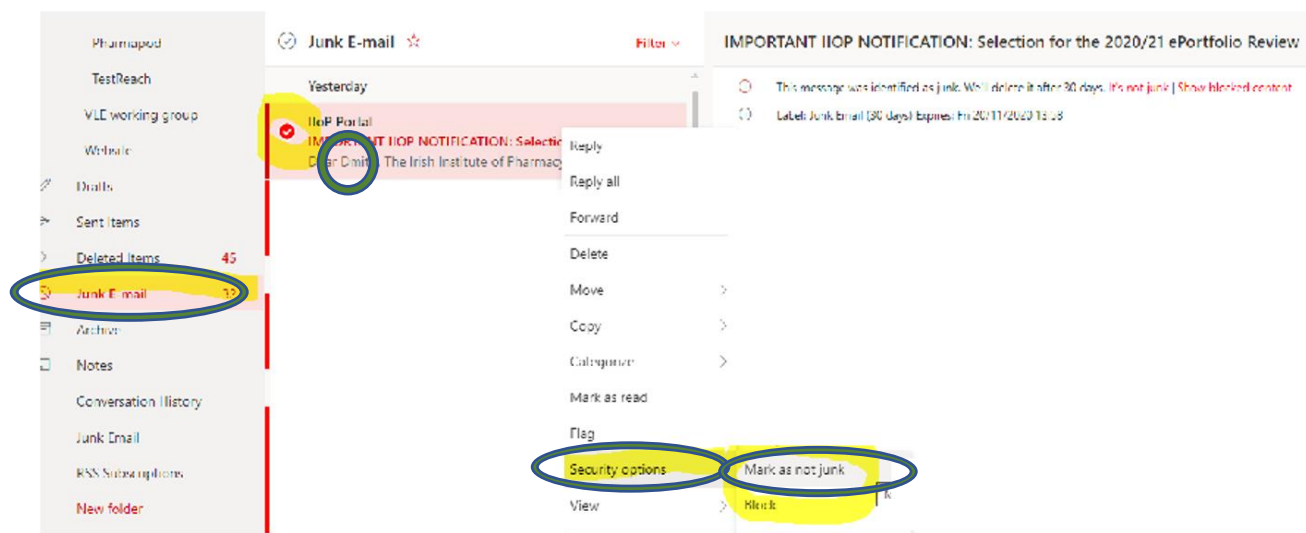 Pharmapod
TestReach
VLE working group
Website
Drafts
Sent Items
Deleted Items 45
Junk E-mail
Archive
Notes
Conversation History
Junk Email
RSS Subscriptions
New folder
Junk E-mail
Filter
Yesterday
IIoP Portal
IMPORTANT IIOP NOTIFICATION: Selectio
Dear The Irish Institute of Pharmacy
Reply
Reply all
Forward
Delete
Move
Copy
Categorize
Mark as read
Flag
Security options
View
Mark as not junk
Block
IMPORTANT IIOP NOTIFICATION: Selection for the 2020/21 ePortfolio Review
This message was identified as junk. We'll delete it after 30 days. It's not junk | Show blocked content
Label: Junk Email (30 days) Expires: Fri 20/11/2020